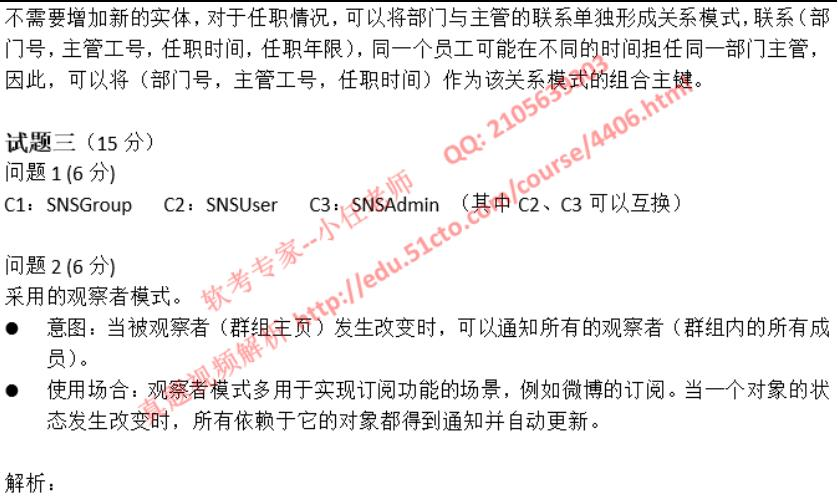 不需要增加新的实体，对于任职情况，可以将部门与主管的联系单独形成关系模式，联系（部
门号，主管工号，任职时间，任职年限），同一个员工可能在不同的时间担任同一部门主管，
因此，可以将（部门号，主管工号，任职时间）作为该关系模式的组合主键。
试题三（15 分）
问题 1 (6 分)
C1：SNSGroup C2：SNSUser C3：SNSAdmin （其中 C2、C3 可以互换）
问题 2 (6 分)
采用的观察者模式。
● 意图：当被观察者（群组主页）发生改变时，可以通知所有的观察者（群组内的所有成
员）。
● 使用场合：观察者模式多用于实现订阅功能的场景，例如微博的订阅。当一个对象的状
态发生改变时，所有依赖于它的对象都得到通知并自动更新。
解析：
软考专家--小任老师 QQ: 2105639303
真题视频解析 http://edu.51cto.com/course/4406.html